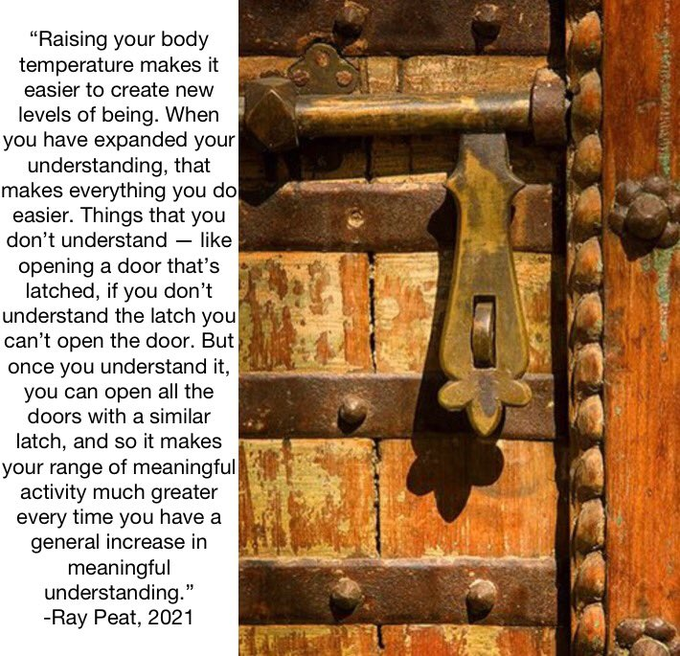 “Raising your body
temperature makes it
easier to create new
levels of being. When
you have expanded your
understanding, that
makes everything you do
easier. Things that you
don’t understand — like
opening a door that’s
latched, if you don’t
understand the latch you
can’t open the door. But
once you understand it,
you can open all the
doors with a similar
latch, and so it makes
your range of meaningful
activity much greater
every time you have a
general increase in
meaningful
understanding.”
-Ray Peat, 2021